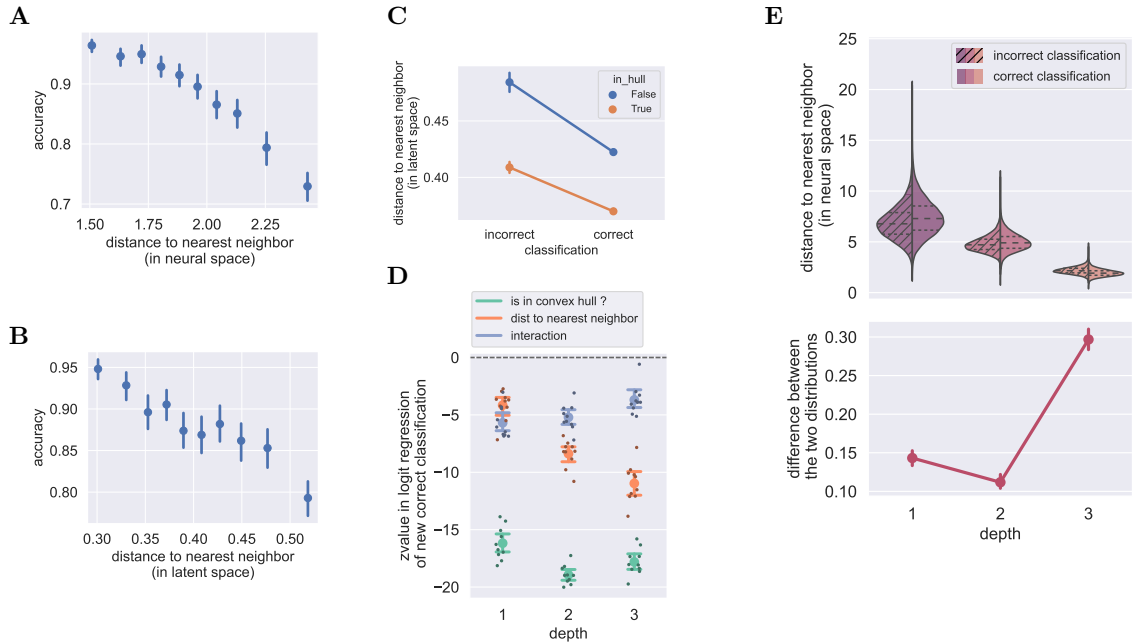 A
0.9
0.8
0.7
accuracy
1.50
1.75
2.00
2.25
distance to nearest neighbor
(in neural space)
B
0.95
0.90
0.85
0.80
accuracy
0.30
0.35
0.40
0.45
0.50
distance to nearest neighbor
(in latent space)
C
distance to nearest neighbor
(in latent space)
0.45
0.40
in_hull
False
True
incorrect
correct
classification
D
is in convex hull ?
dist to nearest neighbor
interaction
zvalue in logit regression
of new correct classification
0
−5
−10
−15
−20
1
2
3
depth
E
distance to nearest neighbor
(in neural space)
25
20
15
10
5
0
incorrect classification
correct classification
difference between
the two distributions
0.30
0.25
0.20
0.15
0.10
1
2
3
depth